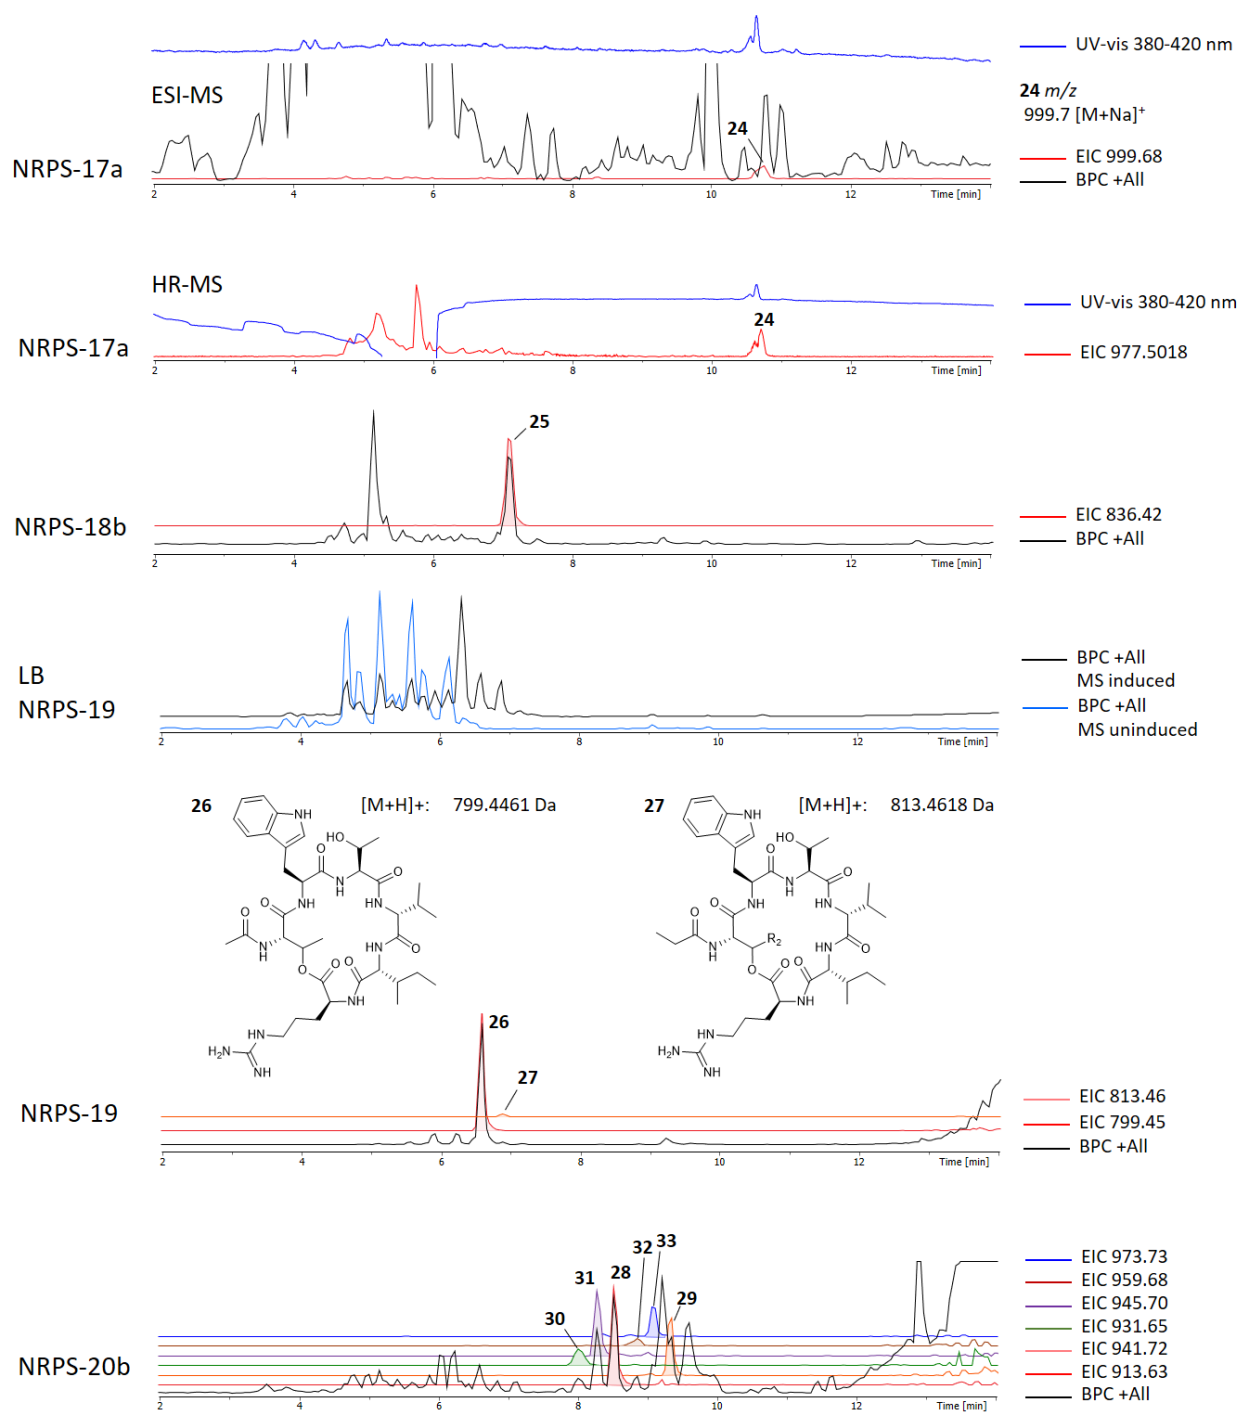 UV-vis 380-420 nm
ESI-MS
24 m/z
999.7 [M+Na]+
24
NRPS-17a
EIC 999.68
BPC +All
2 4 6 8 10 12 Time [min]
HR-MS
UV-vis 380-420 nm
24
NRPS-17a
EIC 977.5018
2 4 6 8 10 12 Time [min]
25
NRPS-18b
EIC 836.42
BPC +All
2 4 6 8 10 12 Time [min]
LB
NRPS-19
BPC +All
MS induced
BPC +All
MS uninduced
4 6 8 10 12 Time [min]
26 [M+H]+: 799.4461 Da
27 [M+H]+: 813.4618 Da
NH
HO
O
O
N
H
NH
HN
O
O
NH
O
HN
O
O
O
O
NH
HN
H2N
NH
NH
HO
O
O
N
H
NH
HN
O
O
NH
O
HN
R2
O
O
O
O
NH
HN
H2N
NH
26
27
NRPS-19
EIC 813.46
EIC 799.45
BPC +All
2 4 6 8 10 12 Time [min]
32 33
31 28
29
30
NRPS-20b
EIC 973.73
EIC 959.68
EIC 945.70
EIC 931.65
EIC 941.72
EIC 913.63
BPC +All
2 4 6 8 10 12 Time [min]